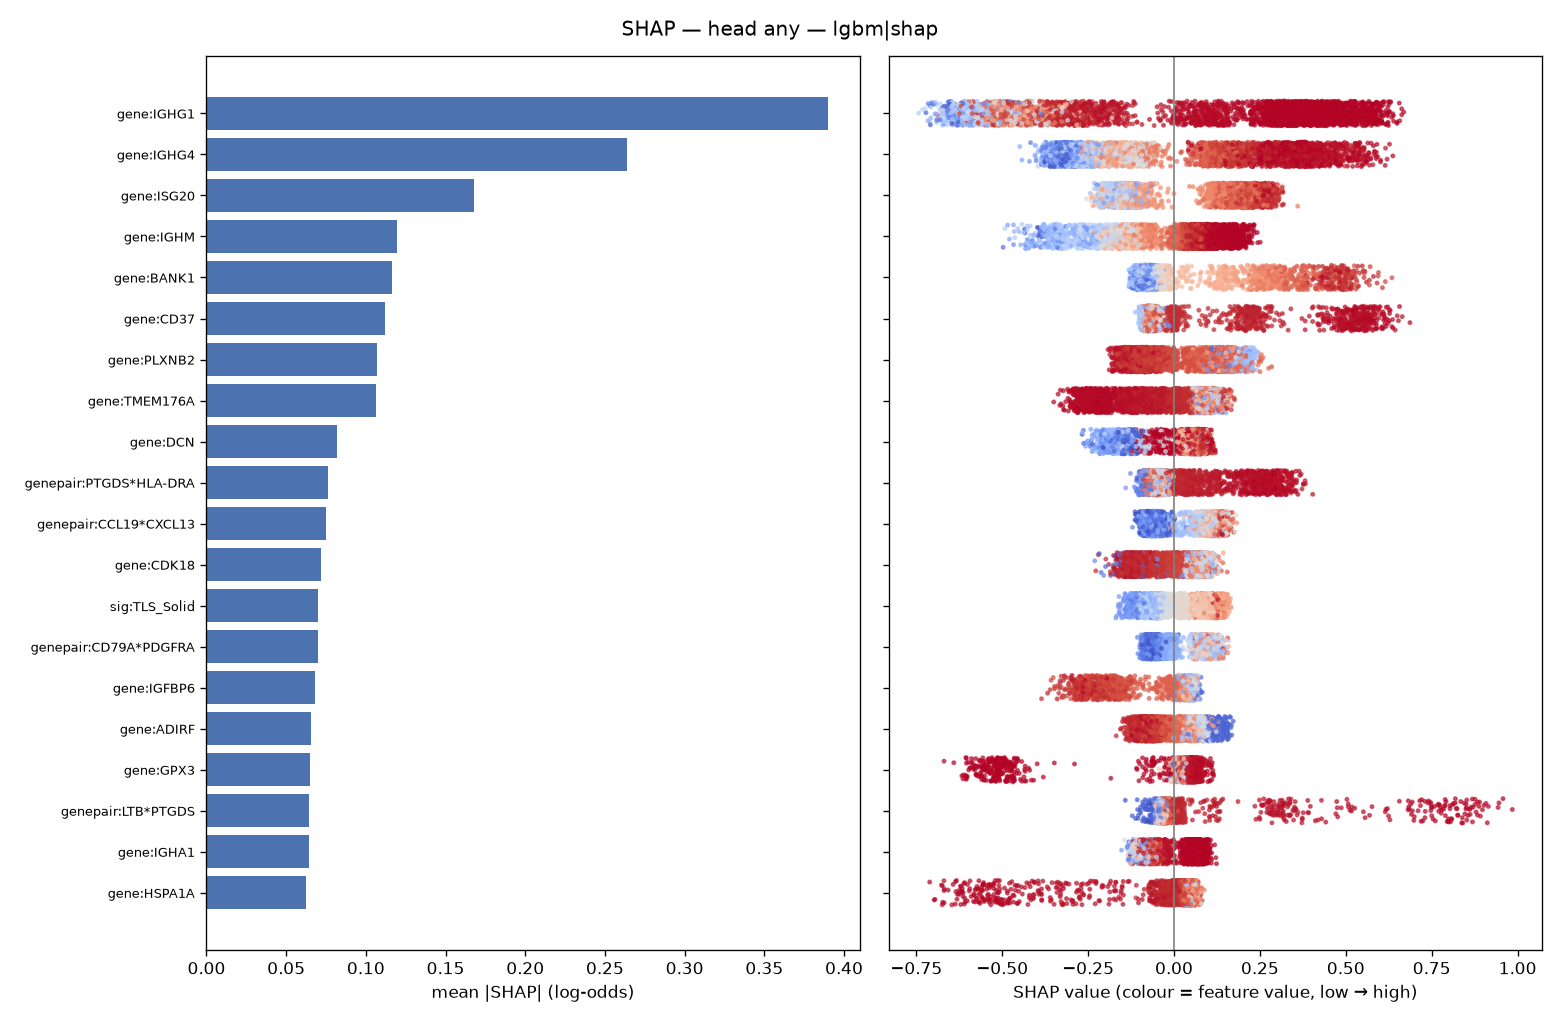 SHAP — head any — lgbm|shap
gene:IGHG1
gene:IGHG4
gene:ISG20
gene:IGHM
gene:BANK1
gene:CD37
gene:PLXNB2
gene:TMEM176A
gene:DCN
genepair:PTGDS*HLA-DRA
genepair:CCL19*CXCL13
gene:CDK18
sig:TLS_Solid
genepair:CD79A*PDGFRA
gene:IGFBP6
gene:ADIRF
gene:GPX3
genepair:LTB*PTGDS
gene:IGHA1
gene:HSPA1A
0.00 0.05 0.10 0.15 0.20 0.25 0.30 0.35 0.40
mean |SHAP| (log-odds)
−0.75 −0.50 −0.25 0.00 0.25 0.50 0.75 1.00
SHAP value (colour = feature value, low → high)